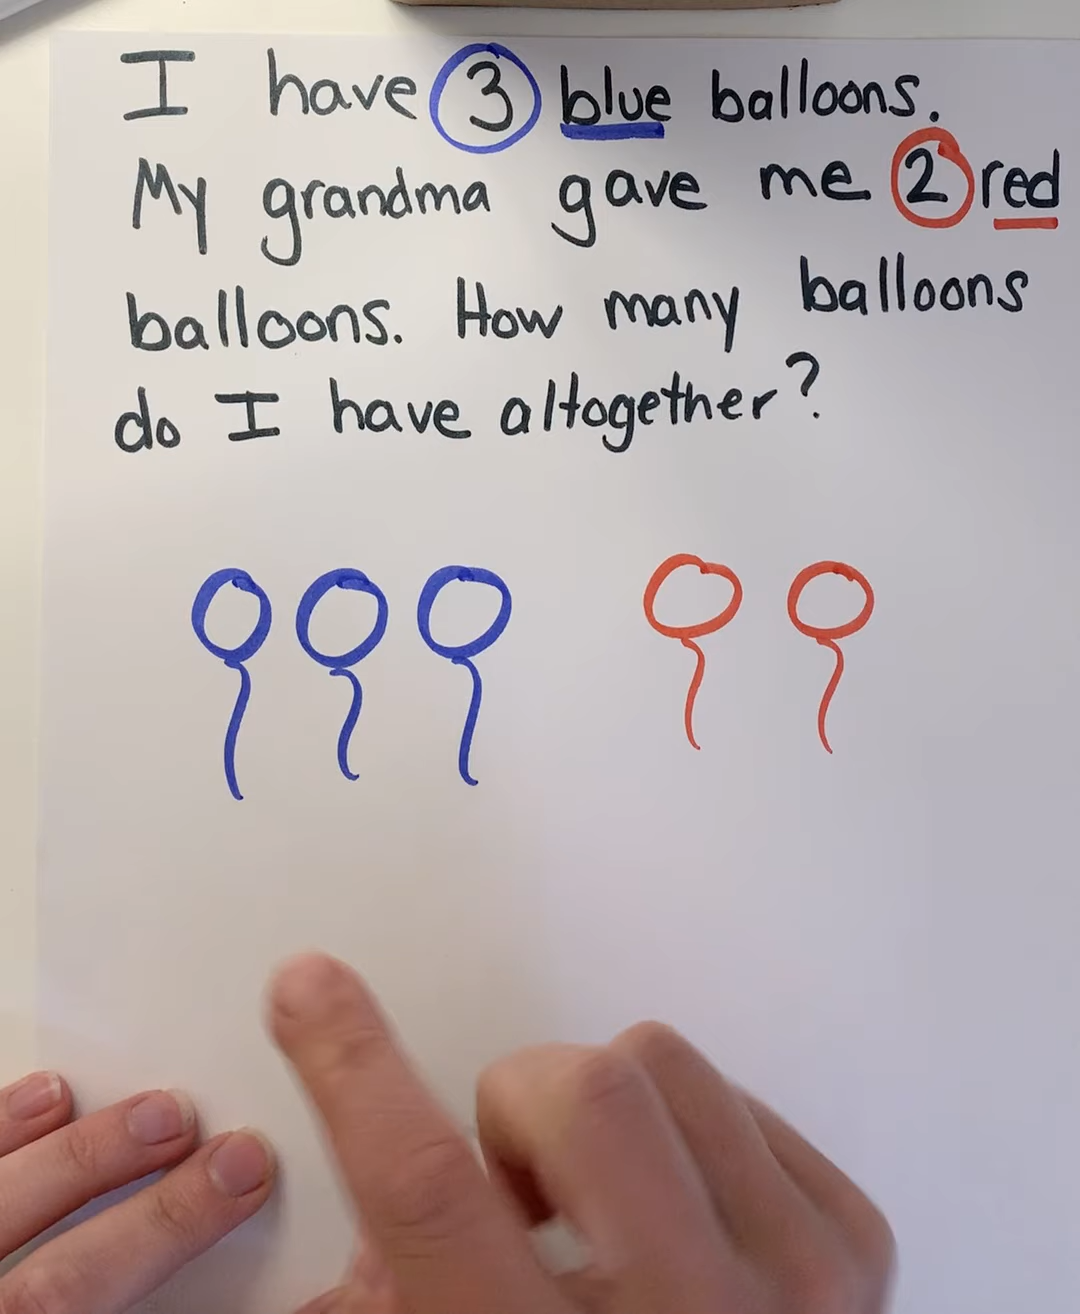 I have 3 blue balloons.
My grandma gave me 2 red
balloons. How many balloons
do I have altogether?